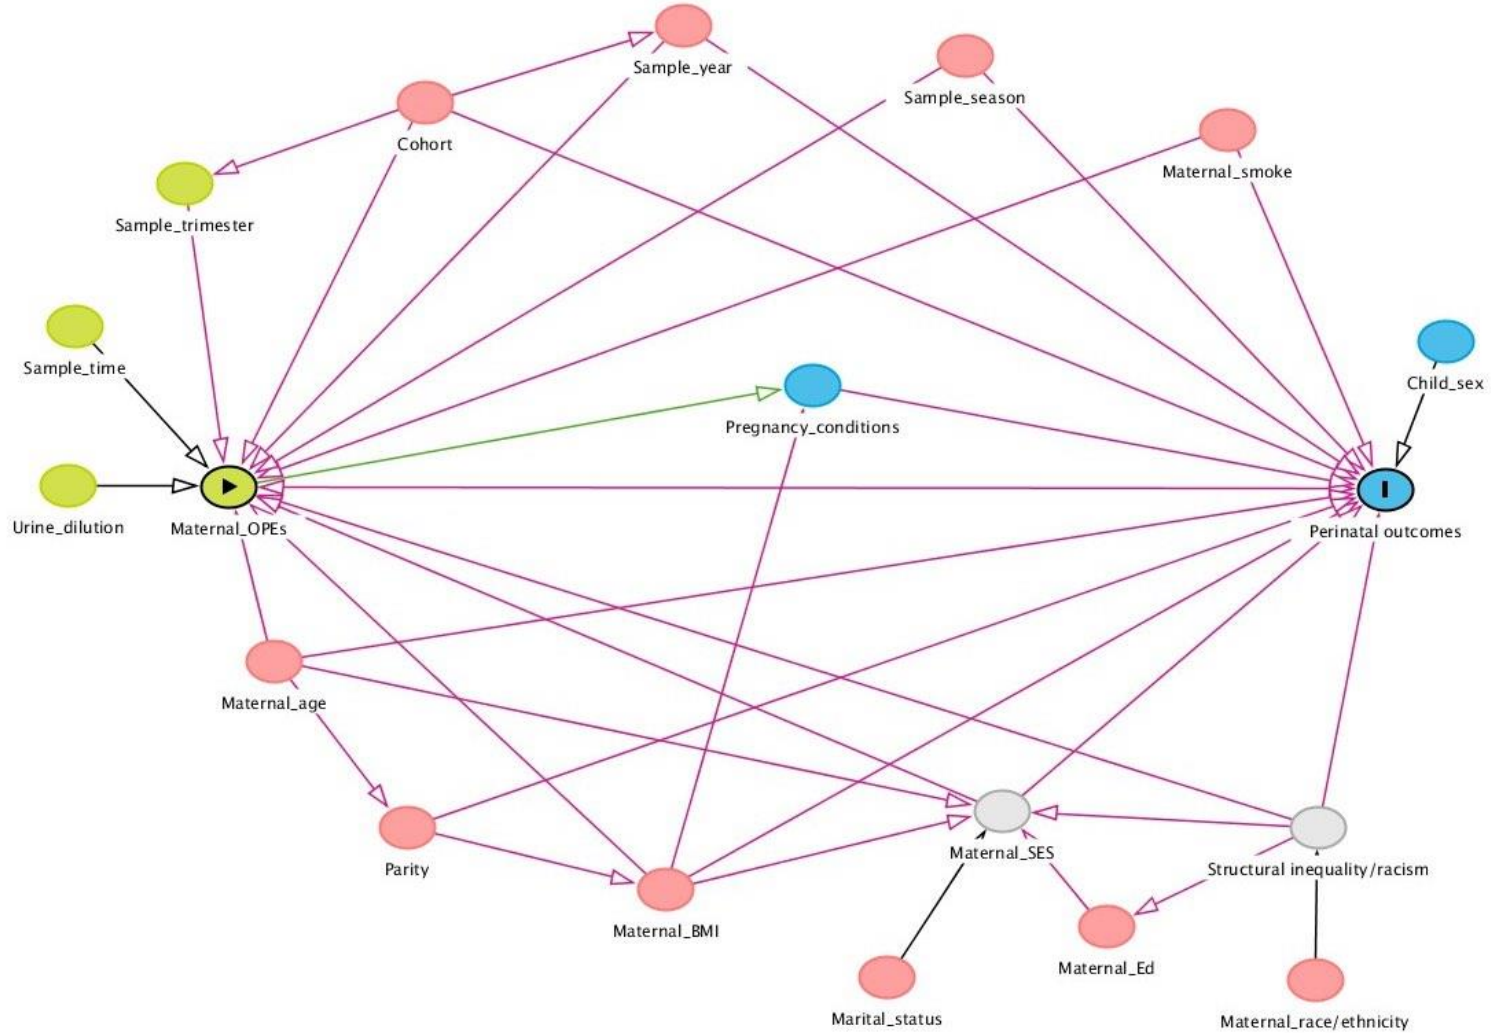 Sample_year
Sample_season
Cohort
Maternal_smoke
Sample_trimester
Sample_time
Child_sex
Pregnancy_conditions
Urine_dilution
Maternal_OPEs
Perinatal outcomes
Maternal_age
Maternal_SES
Parity
Structural inequality/racism
Maternal_BMI
Maternal_Ed
Marital_status
Maternal_race/ethnicity